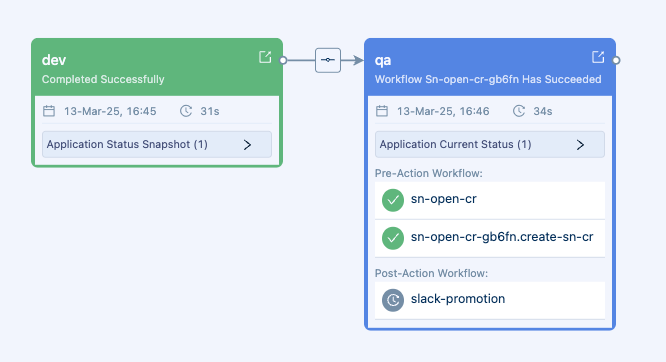 dev
Completed Successfully
13-Mar-25, 16:45 31s
Application Status Snapshot (1)
qa
Workflow Sn-open-cr-gb6fn Has Succeeded
13-Mar-25, 16:46 34s
Application Current Status (1)
Pre-Action Workflow:
sn-open-cr
sn-open-cr-gb6fn.create-sn-cr
Post-Action Workflow:
slack-promotion